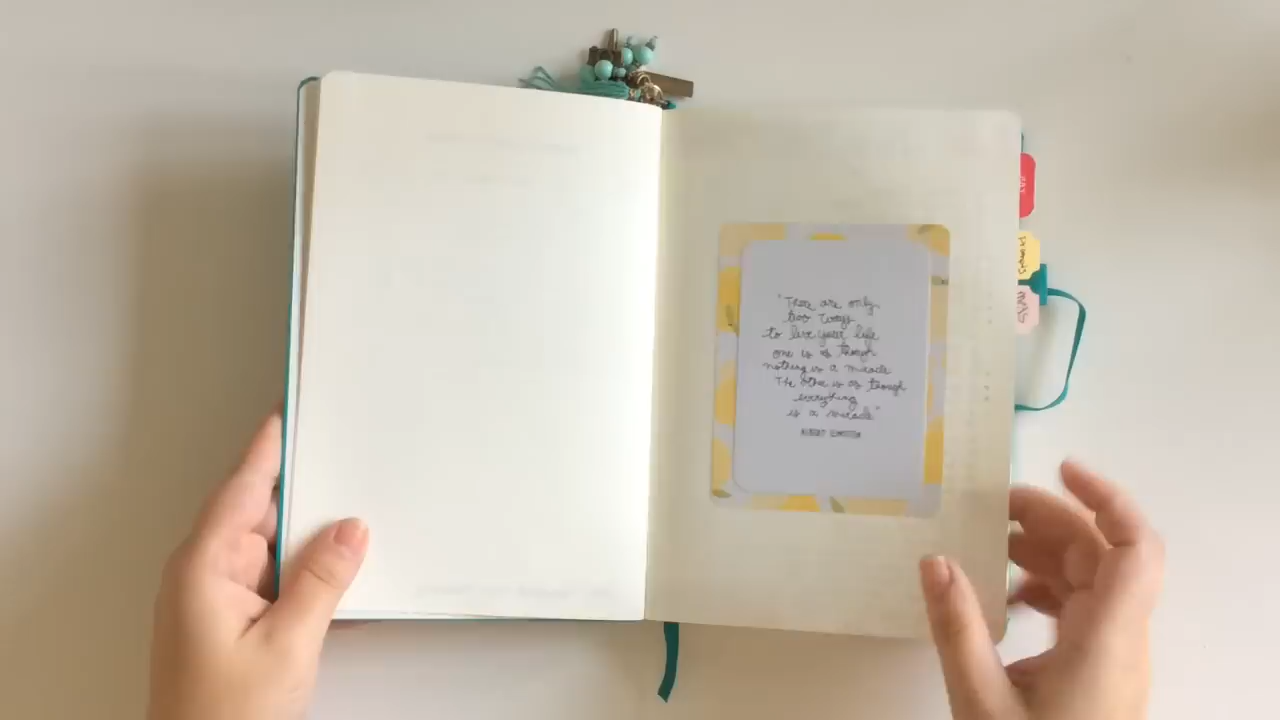 "There are only
two ways
to live your life
one is as though
nothing is a miracle
The other is as though
everything
is a miracle"
ALBERT EINSTEIN